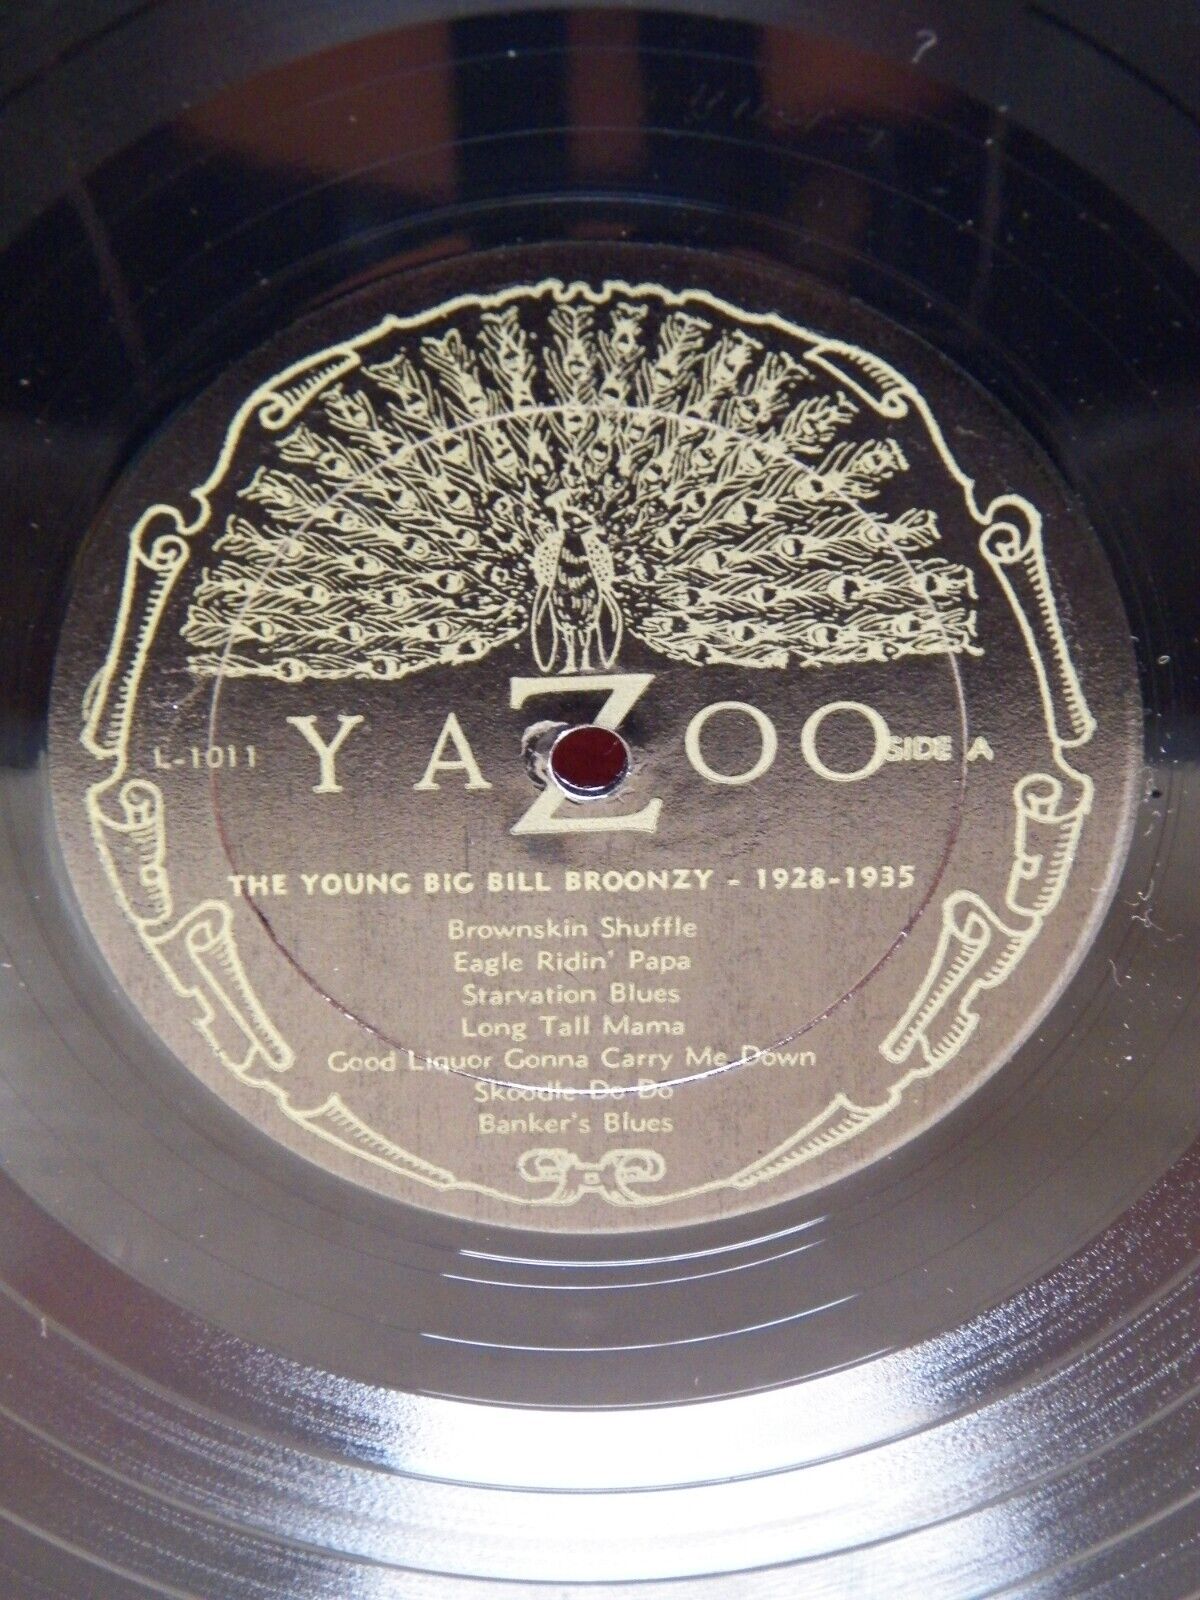 YAZOO
L-1011
SIDE A
THE YOUNG BIG BILL BROONZY - 1928-1935
Brownskin Shuffle
Eagle Ridin' Papa
Starvation Blues
Long Tall Mama
Good Liquor Gonna Carry Me Down
Skoodle Do Do
Banker's Blues